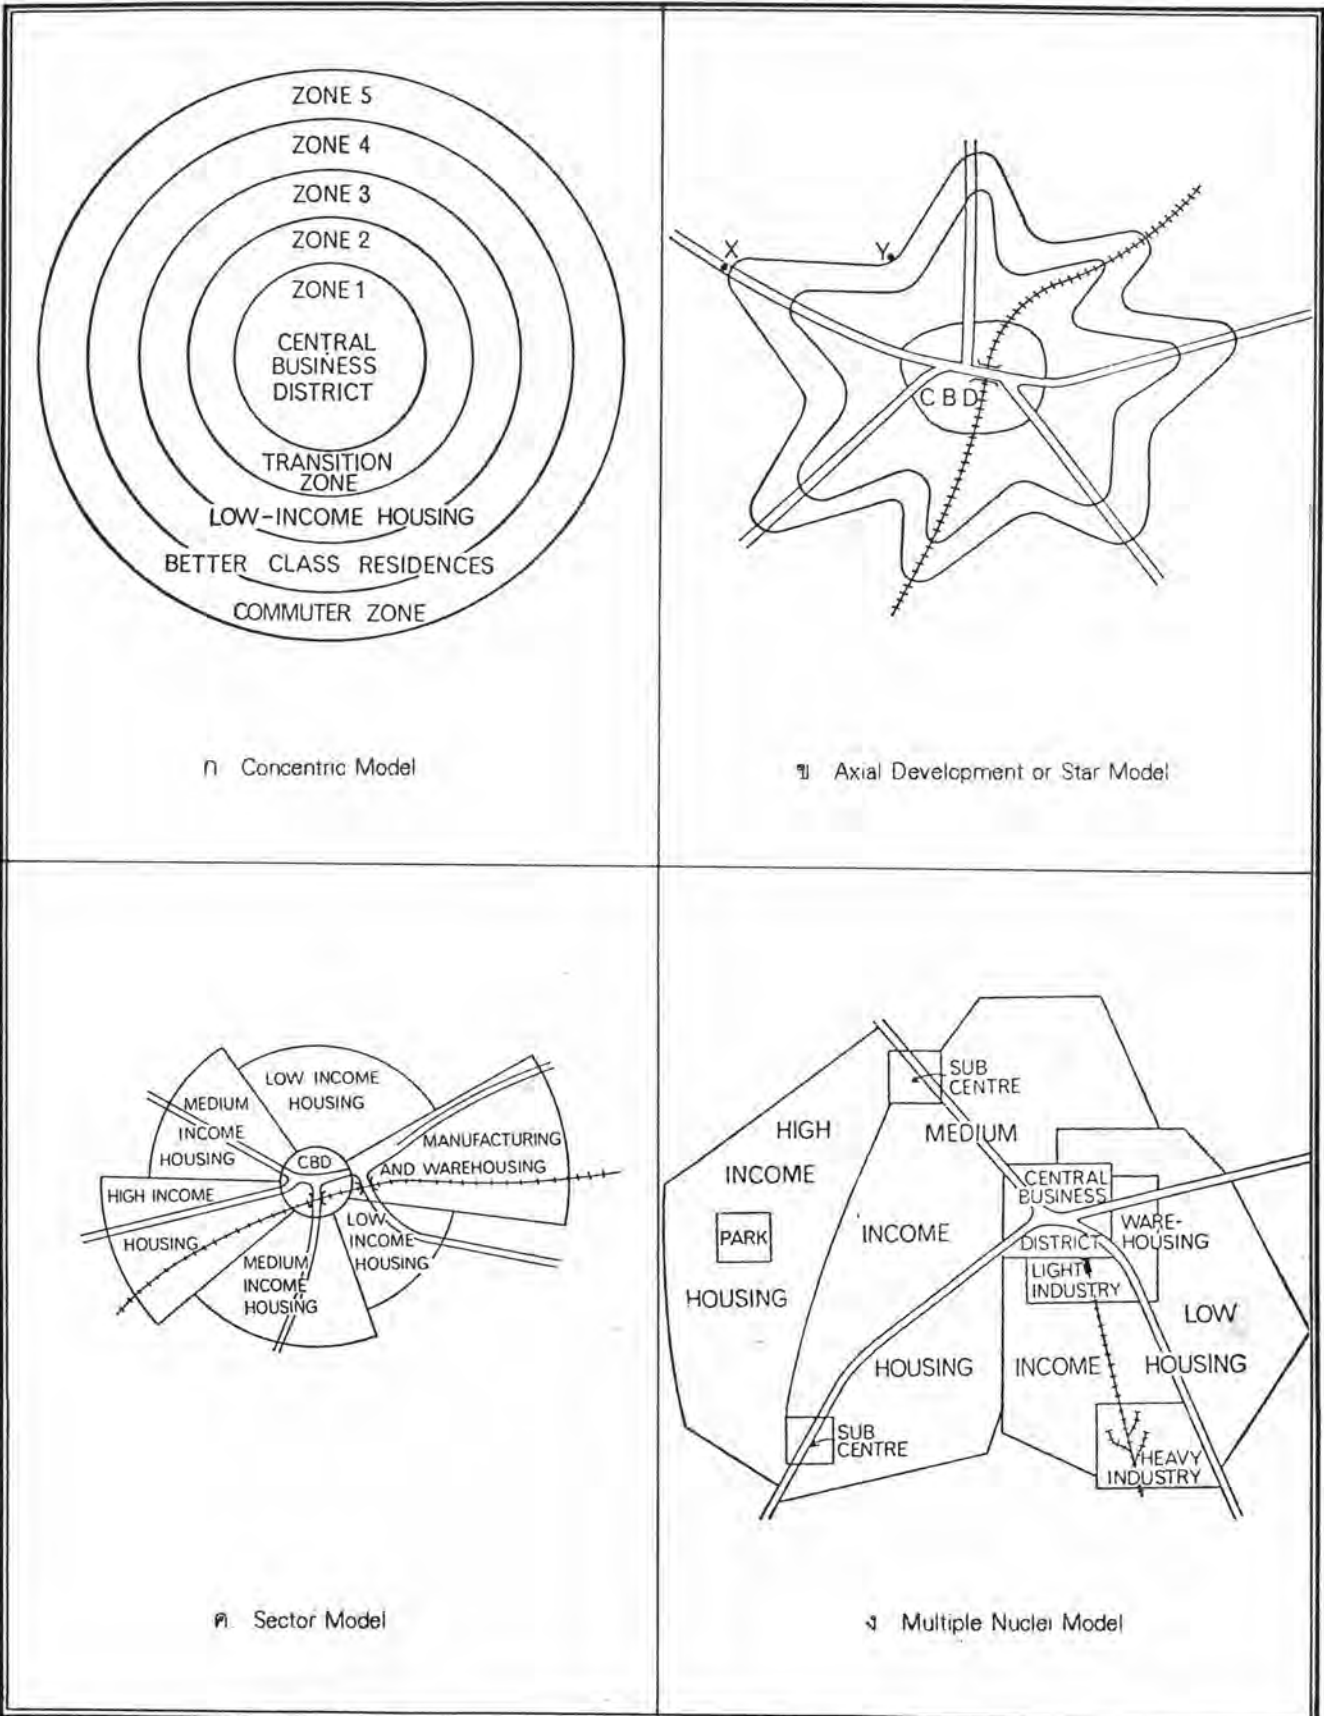 ZONE 5
ZONE 4
ZONE 3
ZONE 2
ZONE 1
CENTRAL
BUSINESS
DISTRICT
TRANSITION
ZONE
LOW-INCOME HOUSING
BETTER CLASS RESIDENCES
COMMUTER ZONE
ก Concentric Model
X
Y
CBD
ข Axial Development or Star Model
LOW INCOME
HOUSING
MEDIUM
INCOME
HOUSING
CBD
MANUFACTURING
AND WAREHOUSING
HIGH INCOME
HOUSING
LOW
INCOME
HOUSING
MEDIUM
INCOME
HOUSING
ค Sector Model
SUB
CENTRE
HIGH
INCOME
HOUSING
PARK
MEDIUM
INCOME
HOUSING
CENTRAL
BUSINESS
DISTRICT
WARE-
HOUSING
LIGHT
INDUSTRY
LOW
INCOME
HOUSING
SUB
CENTRE
HEAVY
INDUSTRY
ง Multiple Nuclei Model